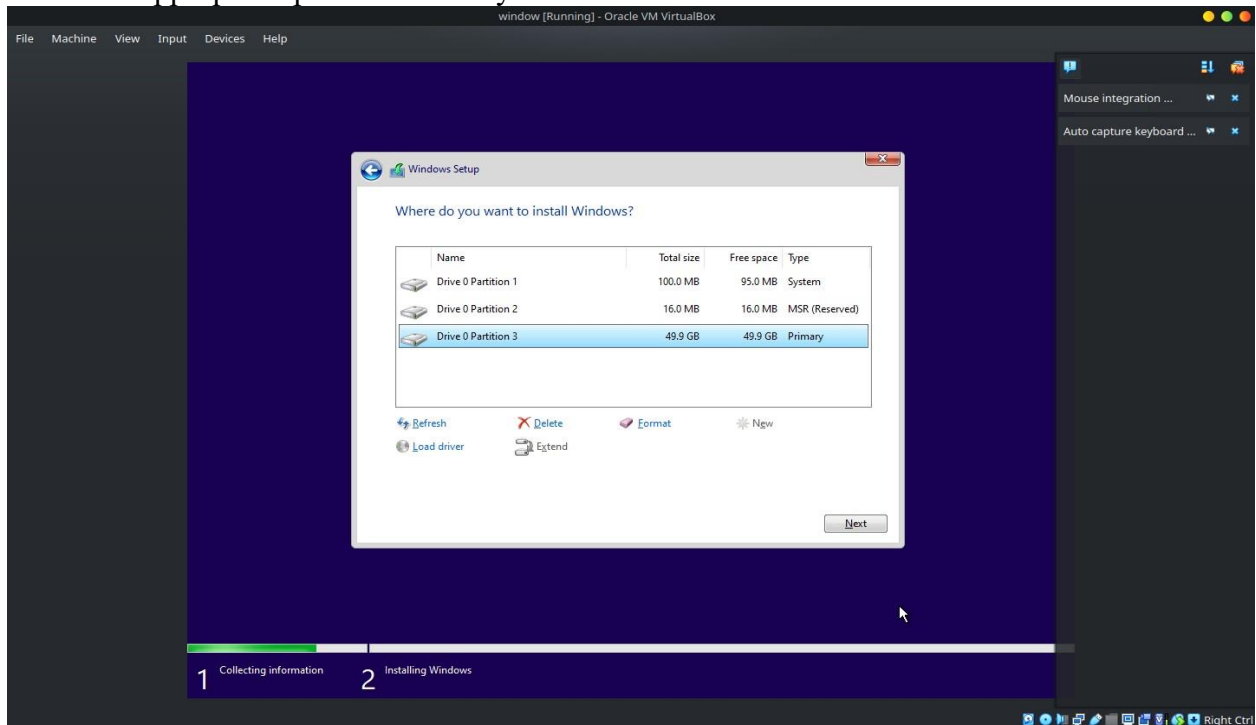 window [Running] - Oracle VM VirtualBox
File Machine View Input Devices Help
Mouse integration ...
Auto capture keyboard ...
Windows Setup
Where do you want to install Windows?
Name Total size Free space Type
Drive 0 Partition 1 100.0 MB 95.0 MB System
Drive 0 Partition 2 16.0 MB 16.0 MB MSR (Reserved)
Drive 0 Partition 3 49.9 GB 49.9 GB Primary
Refresh Delete Format New
Load driver Extend
Next
1 Collecting information 2 Installing Windows
Right Ctrl